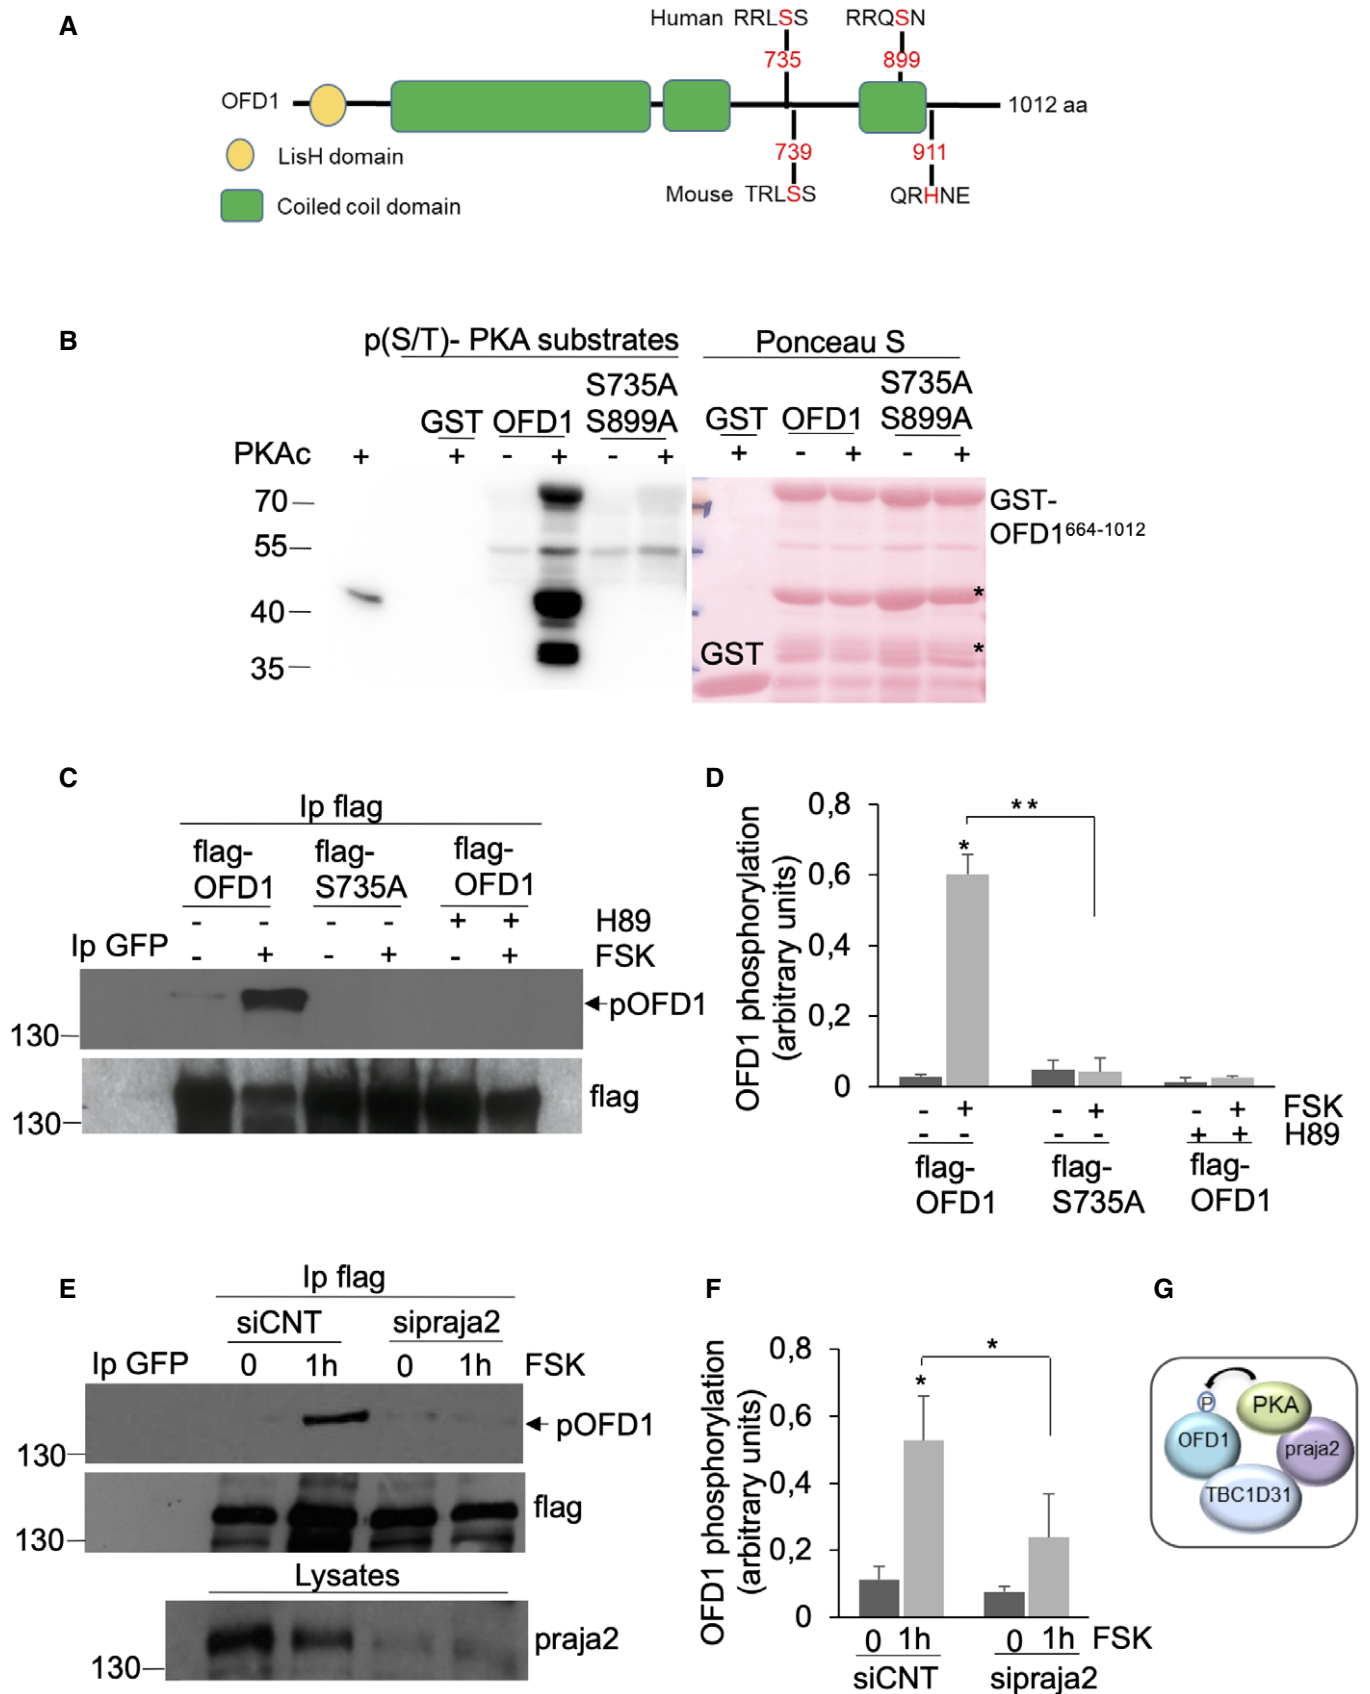 A
Human RRLSS RRQSN
735 899
OFD1 1012 aa
LisH domain
739 911
Mouse TRLSS QRHNE
Coiled coil domain
B
p(S/T)- PKA substrates Ponceau S
S735A S735A
GST OFD1 S899A GST OFD1 S899A
PKAc + + - + - + + - + - +
70
GST-
OFD1664-1012
55
*
40
GST *
35
C
Ip flag
flag- flag- flag-
OFD1 S735A OFD1
- - - - + + H89
Ip GFP - + - + - + FSK
pOFD1
130
flag
130
D
OFD1 phosphorylation
(arbitrary units)
0,8
**
*
0,6
0,4
0,2
0
- + - + - + FSK
- - - - + + H89
flag- flag- flag-
OFD1 S735A OFD1
E
Ip flag
siCNT sipraja2
Ip GFP 0 1h 0 1h FSK
pOFD1
130
flag
130
Lysates
praja2
130
F
OFD1 phosphorylation
(arbitrary units)
0,8
*
*
0,6
0,4
0,2
0
0 1h 0 1h FSK
siCNT sipraja2
G
P PKA
OFD1 praja2
TBC1D31